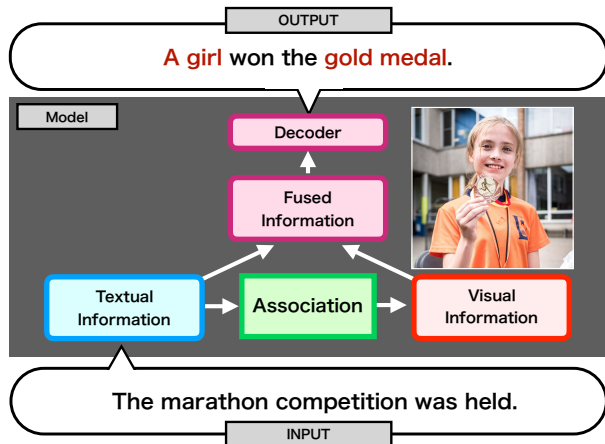 OUTPUT
A girl won the gold medal.
Model
Decoder
Fused
Information
Textual
Information
Association
Visual
Information
The marathon competition was held.
INPUT